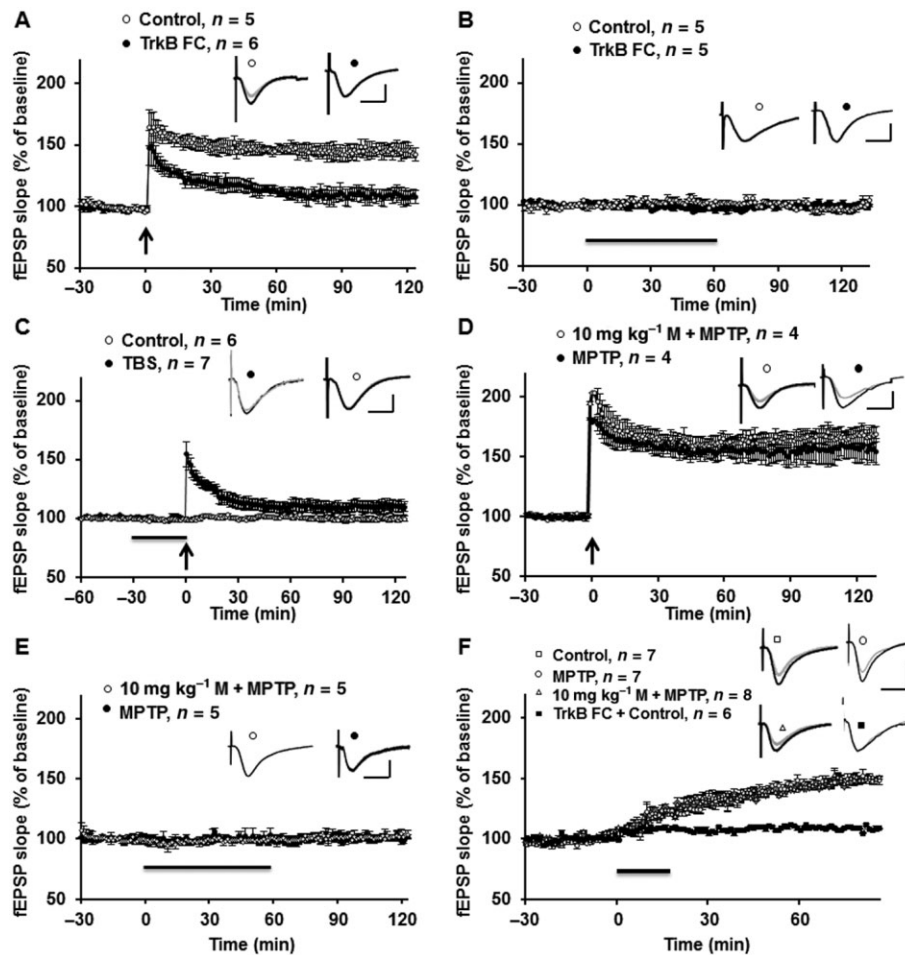 A
Control, n = 5
TrkB FC, n = 6
fEPSP slope (% of baseline)
200
150
100
50
–30 0 30 60 90 120
Time (min)
B
Control, n = 5
TrkB FC, n = 5
fEPSP slope (% of baseline)
200
150
100
50
–30 0 30 60 90 120
Time (min)
C
Control, n = 6
TBS, n = 7
fEPSP slope (% of baseline)
200
150
100
50
–60 –30 0 30 60 90 120
Time (min)
D
10 mg kg⁻¹ M + MPTP, n = 4
MPTP, n = 4
fEPSP slope (% of baseline)
200
150
100
50
–30 0 30 60 90 120
Time (min)
E
10 mg kg⁻¹ M + MPTP, n = 5
MPTP, n = 5
fEPSP slope (% of baseline)
200
150
100
50
–30 0 30 60 90 120
Time (min)
F
Control, n = 7
MPTP, n = 7
10 mg kg⁻¹ M + MPTP, n = 8
TrkB FC + Control, n = 6
fEPSP slope (% of baseline)
200
150
100
50
–30 0 30 60
Time (min)